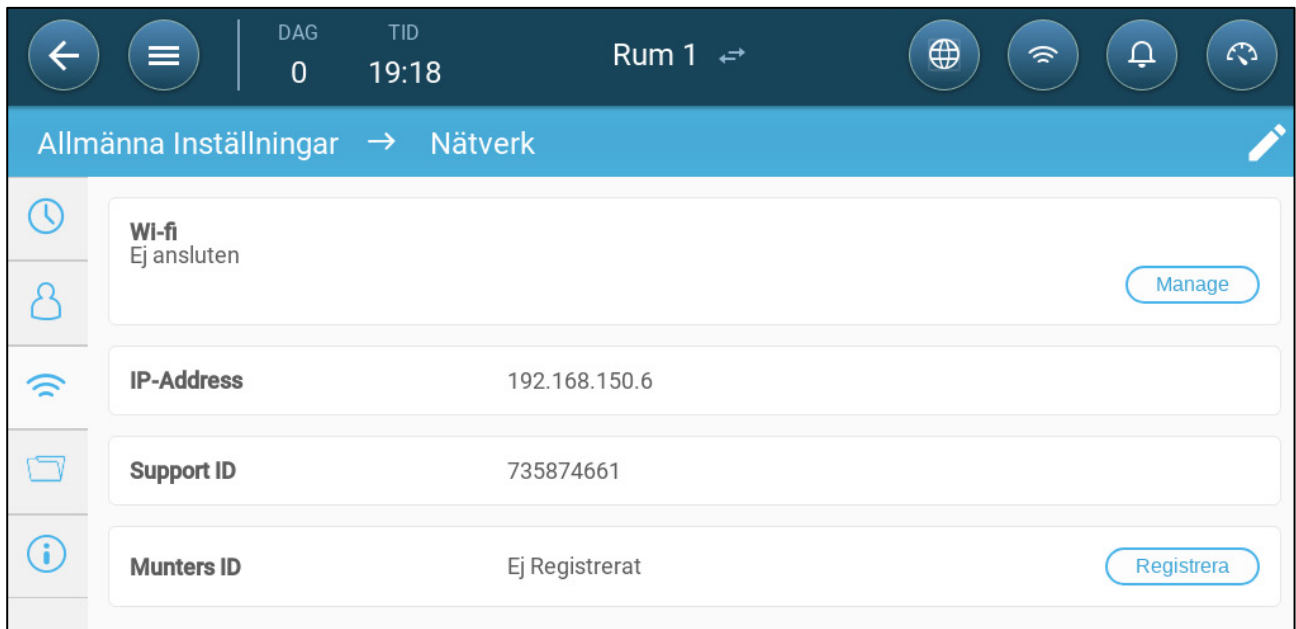 DAG TID
0 19:18
Rum 1
Allmänna Inställningar → Nätverk
Wi-fi
Ej ansluten
Manage
IP-Address 192.168.150.6
Support ID 735874661
Munters ID Ej Registrerat Registrera